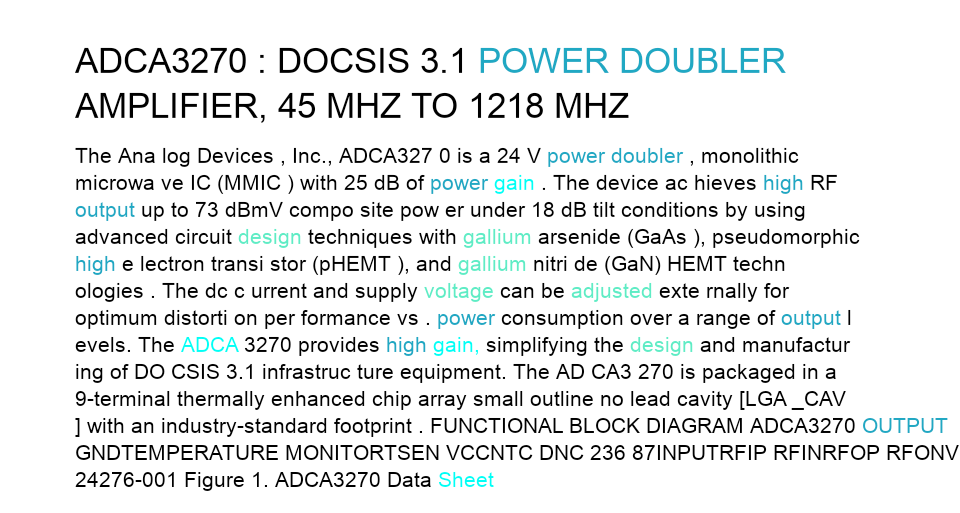 ADCA3270 : DOCSIS 3.1 POWER DOUBLER
AMPLIFIER, 45 MHZ TO 1218 MHZ
The Ana log Devices , Inc., ADCA327 0 is a 24 V power doubler , monolithic
microwa ve IC (MMIC ) with 25 dB of power gain . The device ac hieves high RF
output up to 73 dBmV compo site pow er under 18 dB tilt conditions by using
advanced circuit design techniques with gallium arsenide (GaAs ), pseudomorphic
high e lectron transi stor (pHEMT ), and gallium nitri de (GaN) HEMT techn
ologies . The dc c urrent and supply voltage can be adjusted exte rnally for
optimum distorti on per formance vs . power consumption over a range of output l
evels. The ADCA 3270 provides high gain, simplifying the design and manufactur
ing of DO CSIS 3.1 infrastruc ture equipment. The AD CA3 270 is packaged in a
9-terminal thermally enhanced chip array small outline no lead cavity [LGA _CAV
] with an industry-standard footprint . FUNCTIONAL BLOCK DIAGRAM ADCA3270 OUTPUT
GNDTEMPERATURE MONITORTSEN VCCNTC DNC 236 87INPUTRFIP RFINRFOP RFONV
24276-001 Figure 1. ADCA3270 Data Sheet